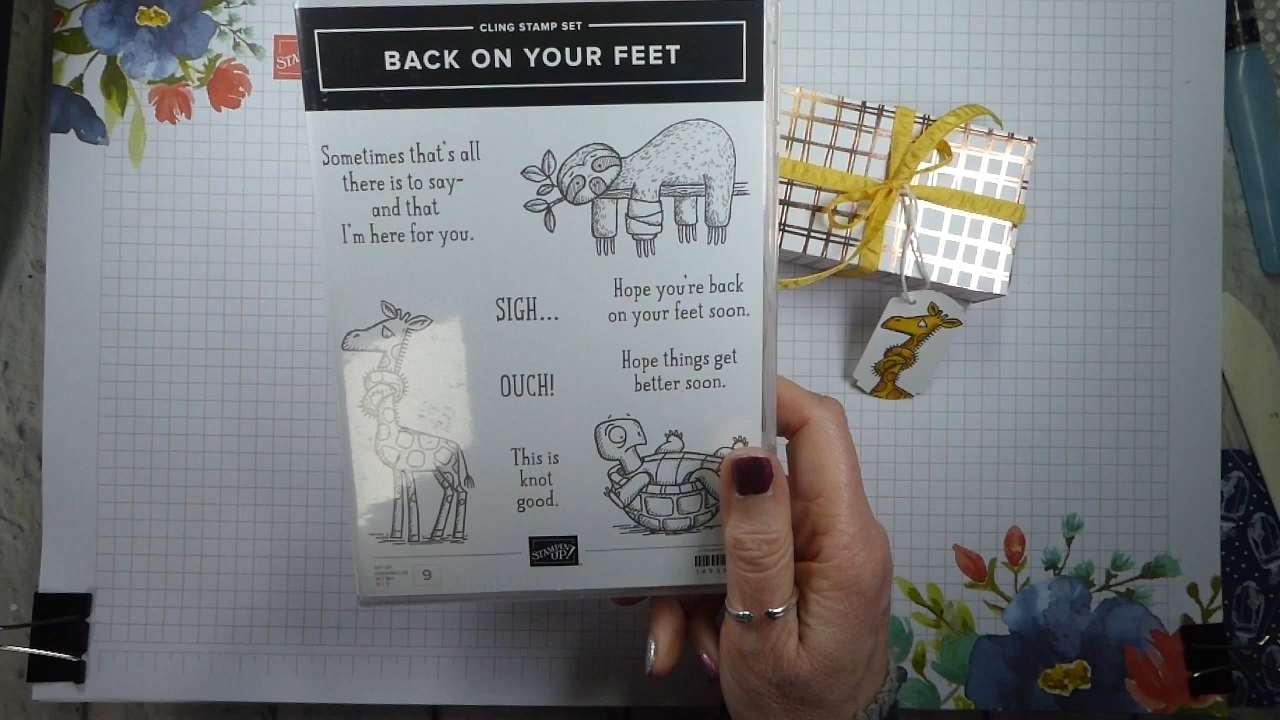 CLING STAMP SET
BACK ON YOUR FEET
Sometimes that's all
there is to say–
and that
I'm here for you.
SIGH...
Hope you're back
on your feet soon.
OUCH!
Hope things get
better soon.
This is
knot
good.
STAMPIN' UP!
9